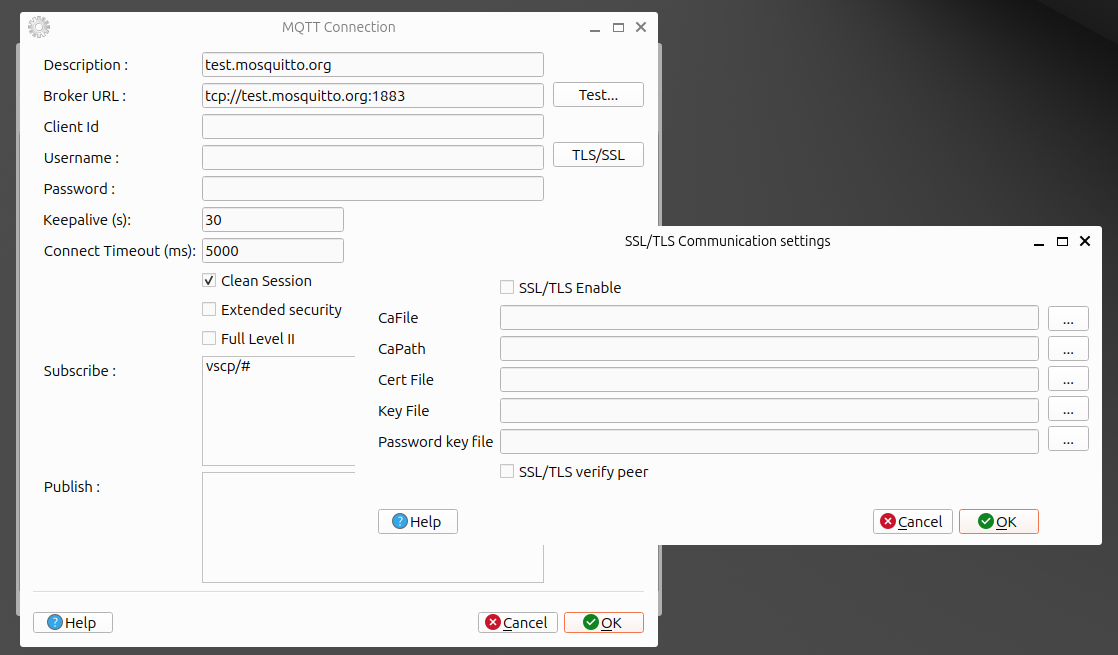 MQTT Connection
Description :
test.mosquitto.org
Broker URL :
tcp://test.mosquitto.org:1883
Test...
Client Id
Username :
TLS/SSL
Password :
Keepalive (s):
30
Connect Timeout (ms):
5000
Clean Session
Extended security
Full Level II
Subscribe :
vscp/#
Publish :
Help
Cancel
OK
SSL/TLS Communication settings
SSL/TLS Enable
CaFile
...
CaPath
...
Cert File
...
Key File
...
Password key file
...
SSL/TLS verify peer
Help
Cancel
OK